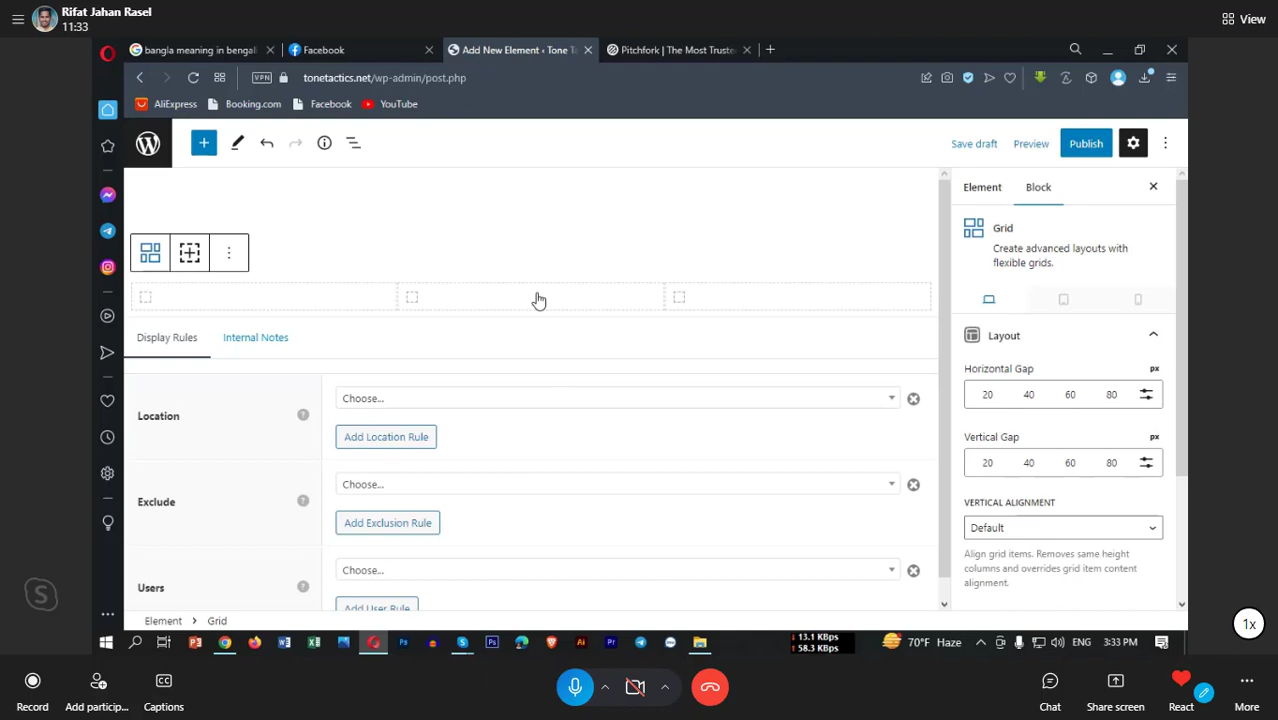 Rifat Jahan Rasel
11:33
View
bangla meaning in bengali
Facebook
Add New Element ‹ Tone Ta
Pitchfork | The Most Truste
VPN
tonetactics.net/wp-admin/post.php
AliExpress
Booking.com
Facebook
YouTube
Save draft
Preview
Publish
Element
Block
Grid
Create advanced layouts with
flexible grids.
Layout
Horizontal Gap
px
20 40 60 80
Vertical Gap
px
20 40 60 80
VERTICAL ALIGNMENT
Default
Align grid items. Removes same height
columns and overrides grid item content
alignment.
Display Rules
Internal Notes
Location
Choose...
Add Location Rule
Exclude
Choose...
Add Exclusion Rule
Users
Choose...
Add User Rule
Element
Grid
13.1 KBps
58.3 KBps
70°F Haze
ENG
3:33 PM
1x
Record
Add particip...
Captions
Chat
Share screen
React
More